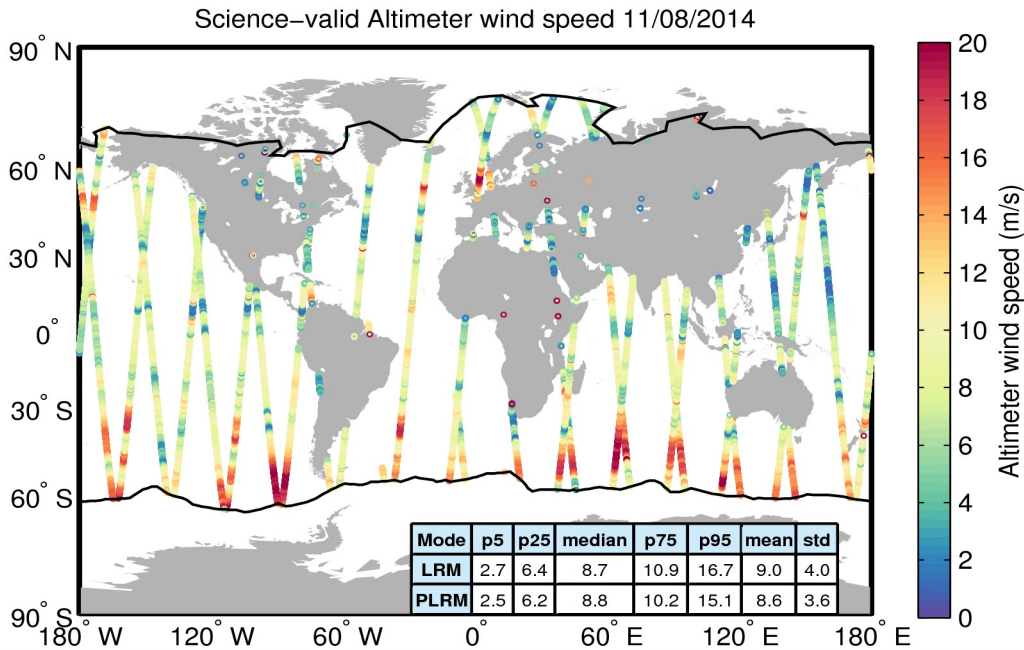 Science−valid Altimeter wind speed 11/08/2014
90° N
60° N
30° N
0°
30° S
60° S
90° S
180° W
120° W
60° W
0°
60° E
120° E
180° E
Mode p5 p25 median p75 p95 mean std
LRM 2.7 6.4 8.7 10.9 16.7 9.0 4.0
PLRM 2.5 6.2 8.8 10.2 15.1 8.6 3.6
20
18
16
14
12
10
8
6
4
2
0
Altimeter wind speed (m/s)